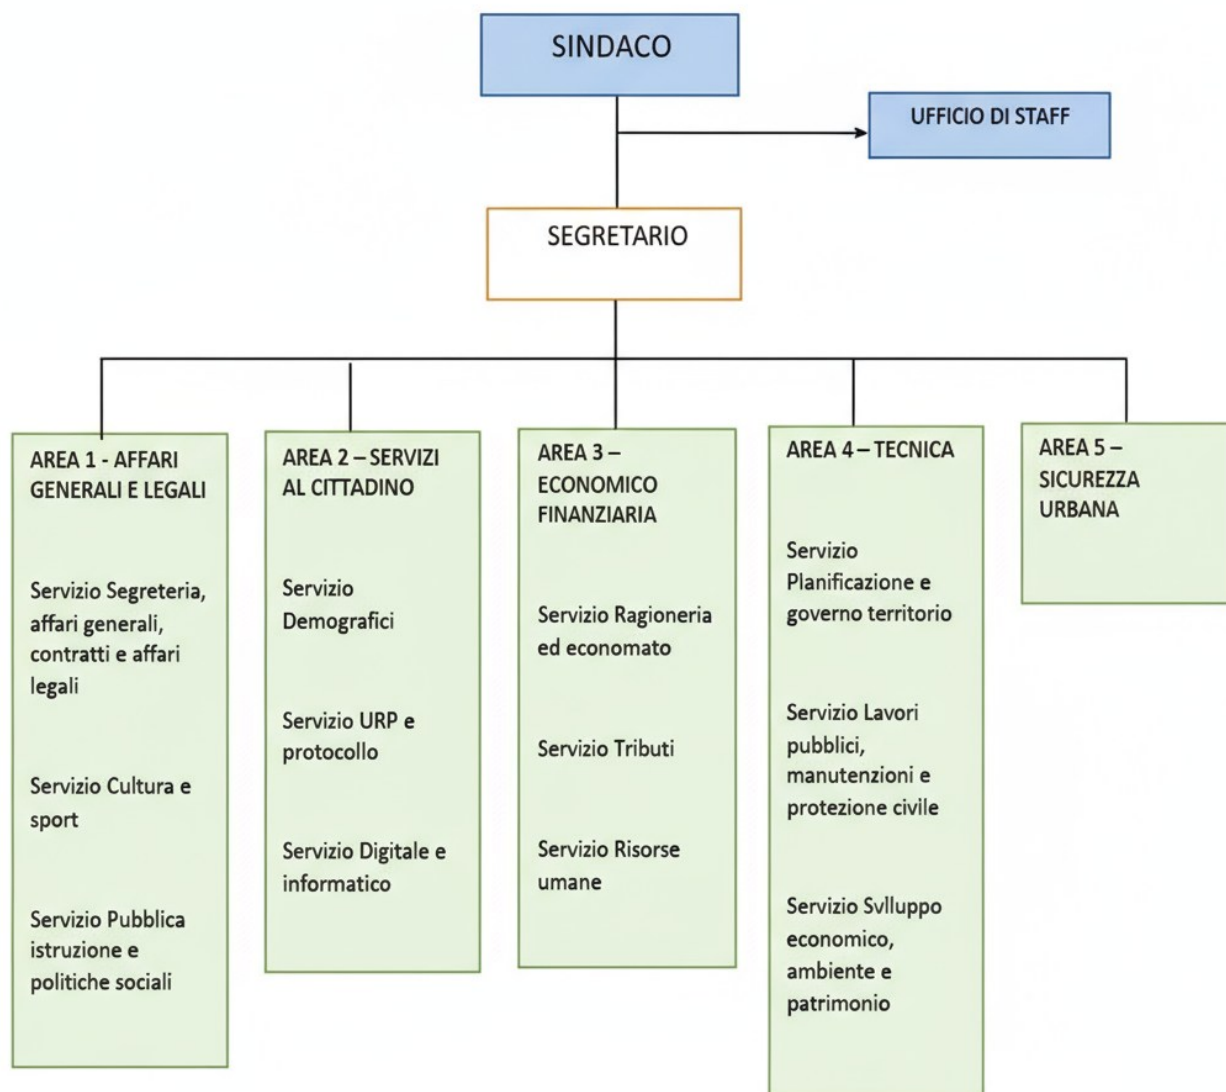 SINDACO
UFFICIO DI STAFF
SEGRETARIO
AREA 1 - AFFARI
GENERALI E LEGALI
Servizio Segreteria,
affari generali,
contratti e affari
legali
Servizio Cultura e
sport
Servizio Pubblica
istruzione e
politiche sociali
AREA 2 – SERVIZI
AL CITTADINO
Servizio
Demografici
Servizio URP e
protocollo
Servizio Digitale e
informatico
AREA 3 –
ECONOMICO
FINANZIARIA
Servizio Ragioneria
ed economato
Servizio Tributi
Servizio Risorse
umane
AREA 4 – TECNICA
Servizio
Planificazione e
governo territorio
Servizio Lavori
pubblici,
manutenzioni e
protezione civile
Servizio Svlluppo
economico,
ambiente e
patrimonio
AREA 5 –
SICUREZZA
URBANA